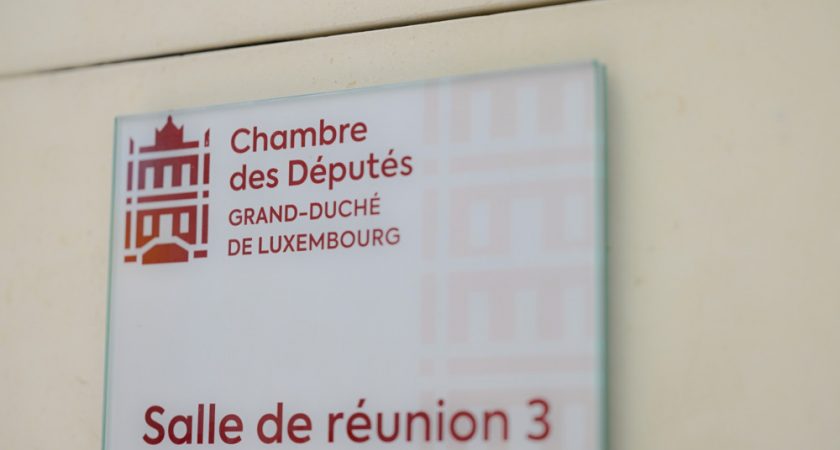 Chambre
des Députés
GRAND-DUCHÉ
DE LUXEMBOURG
Salle de réunion 3